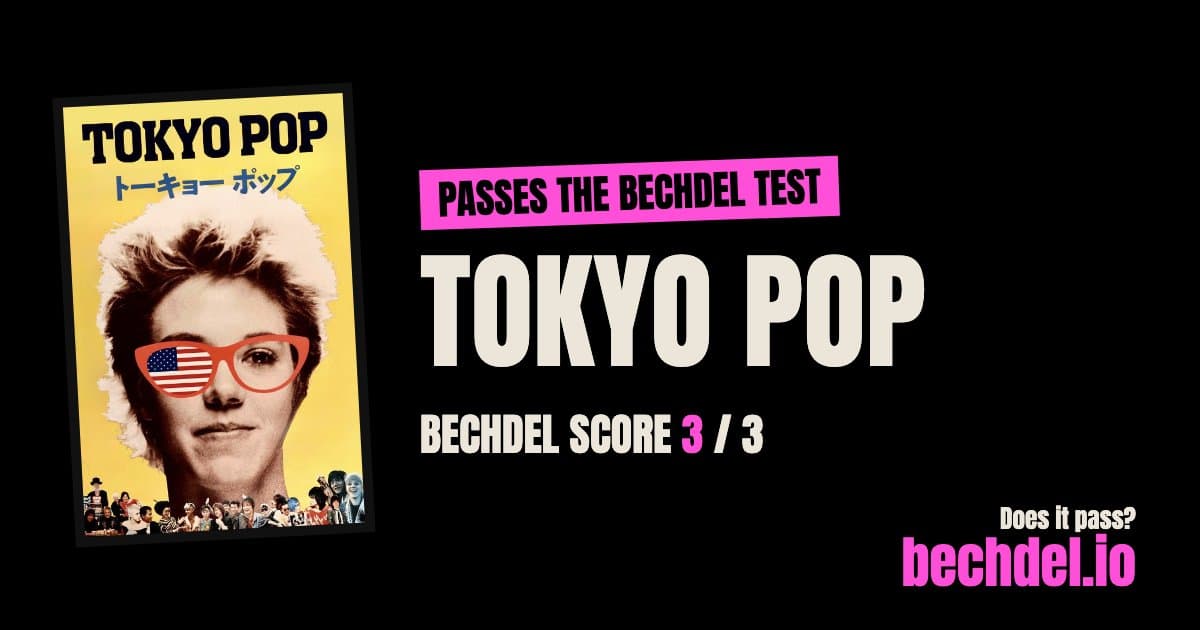 TOKYO POP
トーキョー ポップ
PASSES THE BECHDEL TEST
TOKYO POP
BECHDEL SCORE 3 / 3
Does it pass?
bechdel.io